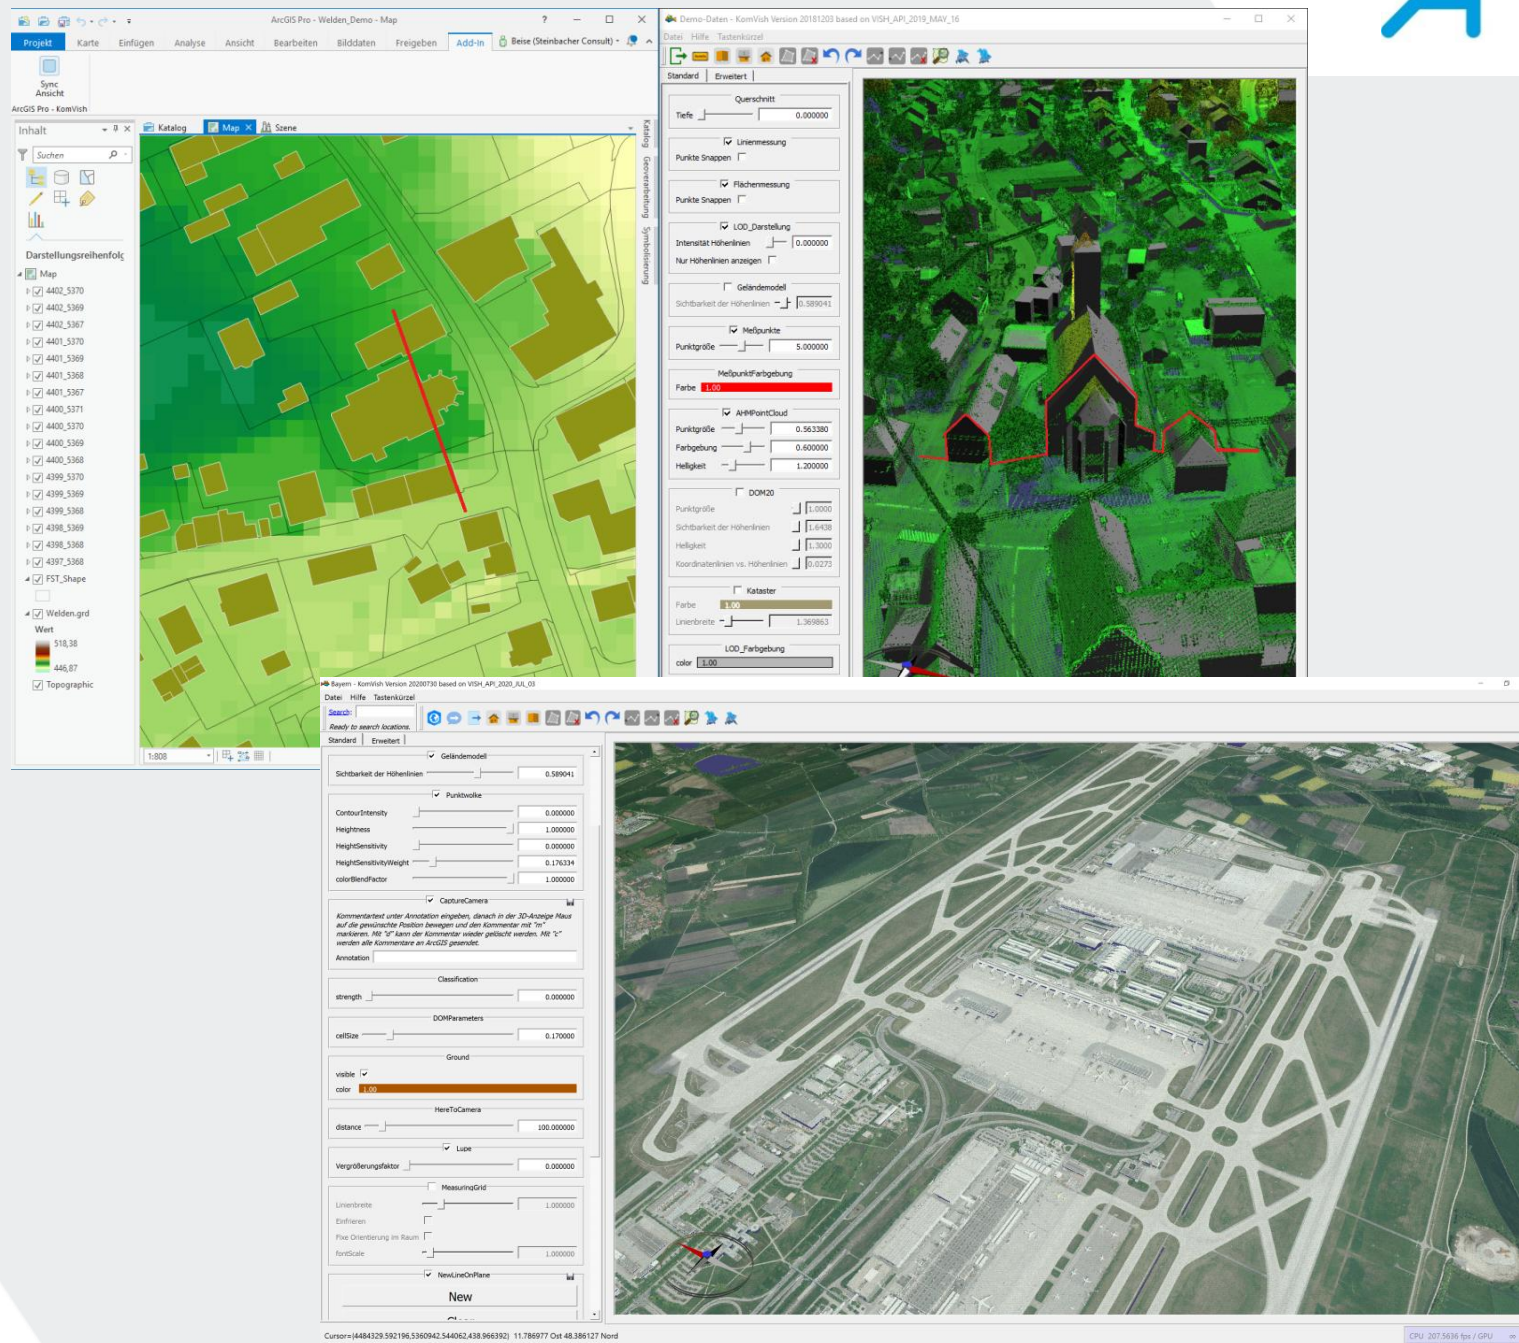 ArcGIS Pro - Welden_Demo - Map
Projekt Karte Einfügen Analyse Ansicht Bearbeiten Bilddaten Freigeben Add-In Beise (Steinbacher Consult)
Sync
Ansicht
ArcGIS Pro - KomVish
Inhalt
Suchen
Darstellungsreihenfolg
Map
4402_5370
4402_5369
4402_5367
4401_5370
4401_5369
4401_5368
4401_5367
4400_5371
4400_5370
4400_5369
4400_5368
4399_5370
4399_5369
4399_5368
4398_5369
4398_5368
4397_5368
FST_Shape
Welden.grd
Wert
518,38
446,87
Topographic
Katalog Map Szene
Katalog
Geoverarbeitung
Symbolisierung
1:808
Demo-Daten - KomVish Version 20181203 based on VISH_API_2019_MAY_16
Datei Hilfe Tastenkürzel
Standard Erweitert
Querschnitt
Tiefe 0.000000
Linienmessung
Punkte Snappen
Flächenmessung
Punkte Snappen
LOD_Darstellung
Intensität Höhenlinien 0.000000
Nur Höhenlinien anzeigen
Geländemodell
Sichtbarkeit der Höhenlinien 0.589041
Meßpunkte
Punktgröße 5.000000
MeßpunktFarbgebung
Farbe 1.00
AHMPointCloud
Punktgröße 0.563380
Farbgebung 0.600000
Helligkeit 1.200000
DOM20
Punktgröße 1.0000
Sichtbarkeit der Höhenlinien 1.6438
Helligkeit 1.3000
Koordinatenlinien vs. Höhenlinien 0.0273
Kataster
Farbe 1.00
Linienbreite 1.369863
LOD_Farbgebung
color 1.00
Bayern - KomVish Version 20200730 based on VISH_API_2020_JUL_03
Datei Hilfe Tastenkürzel
Search:
Ready to search locations.
Standard Erweitert
Geländemodell
Sichtbarkeit der Höhenlinien 0.589041
Punktwolke
ContourIntensity 0.000000
Heightness 1.000000
HeightSensitivity 0.000000
HeightSensitivityWeight 0.176334
colorBlendFactor 1.000000
CaptureCamera
Kommentartext unter Annotation eingeben, danach in der 3D-Anzeige Maus
auf die gewünschte Position bewegen und den Kommentar mit "m"
markieren. Mit "d" kann der Kommentar wieder gelöscht werden. Mit "c"
werden alle Kommentare an ArcGIS gesendet.
Annotation
Classification
strength 0.000000
DOMParameters
cellSize 0.170000
Ground
visible
color 1.00
HereToCamera
distance 100.000000
Lupe
Vergrößerungsfaktor 0.000000
MeasuringGrid
Linienbreite 1.000000
Einfrieren
Fixe Orientierung im Raum
fontScale 1.000000
NewLineOnPlane
New
Cursor=(4484329.592196,5360942.544062,438.966392) 11.786977 Ost 48.386127 Nord
CPU 207.5636 fps / GPU